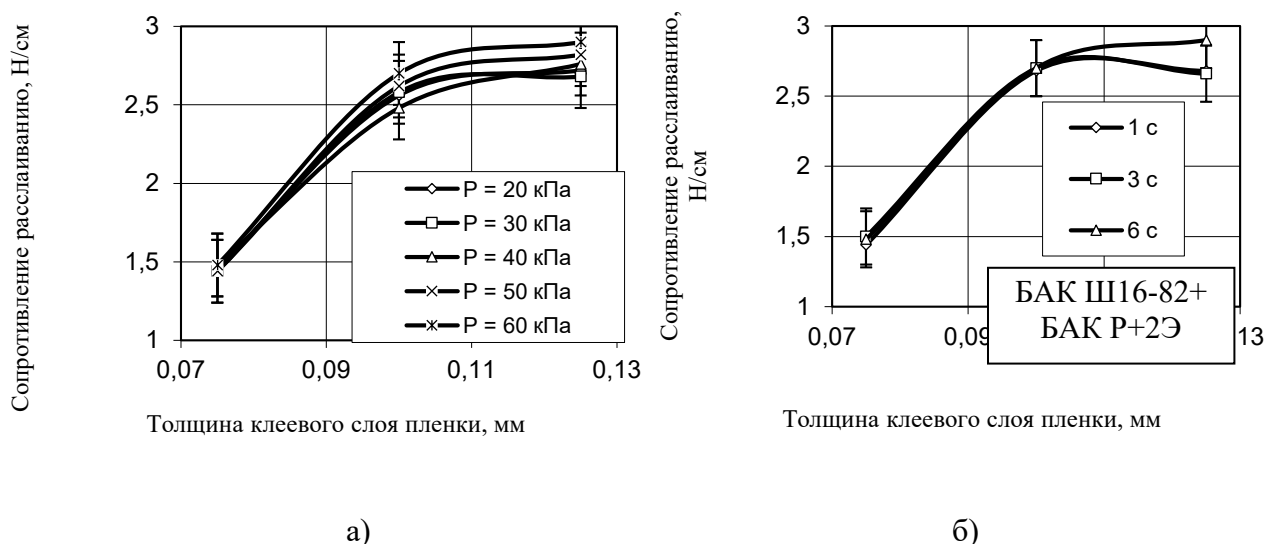 Сопротивление расслаиванию, Н/см
3
2,5
2
1,5
1
0,07
0,09
0,11
0,13
P = 20 кПа
P = 30 кПа
P = 40 кПа
P = 50 кПа
P = 60 кПа
Толщина клеевого слоя пленки, мм
а)
Сопротивление расслаиванию,
Н/см
3
2,5
2
1,5
1
0,07
0,09
13
1 с
3 с
6 с
БАК Ш16-82+
БАК Р+2Э
Толщина клеевого слоя пленки, мм
б)